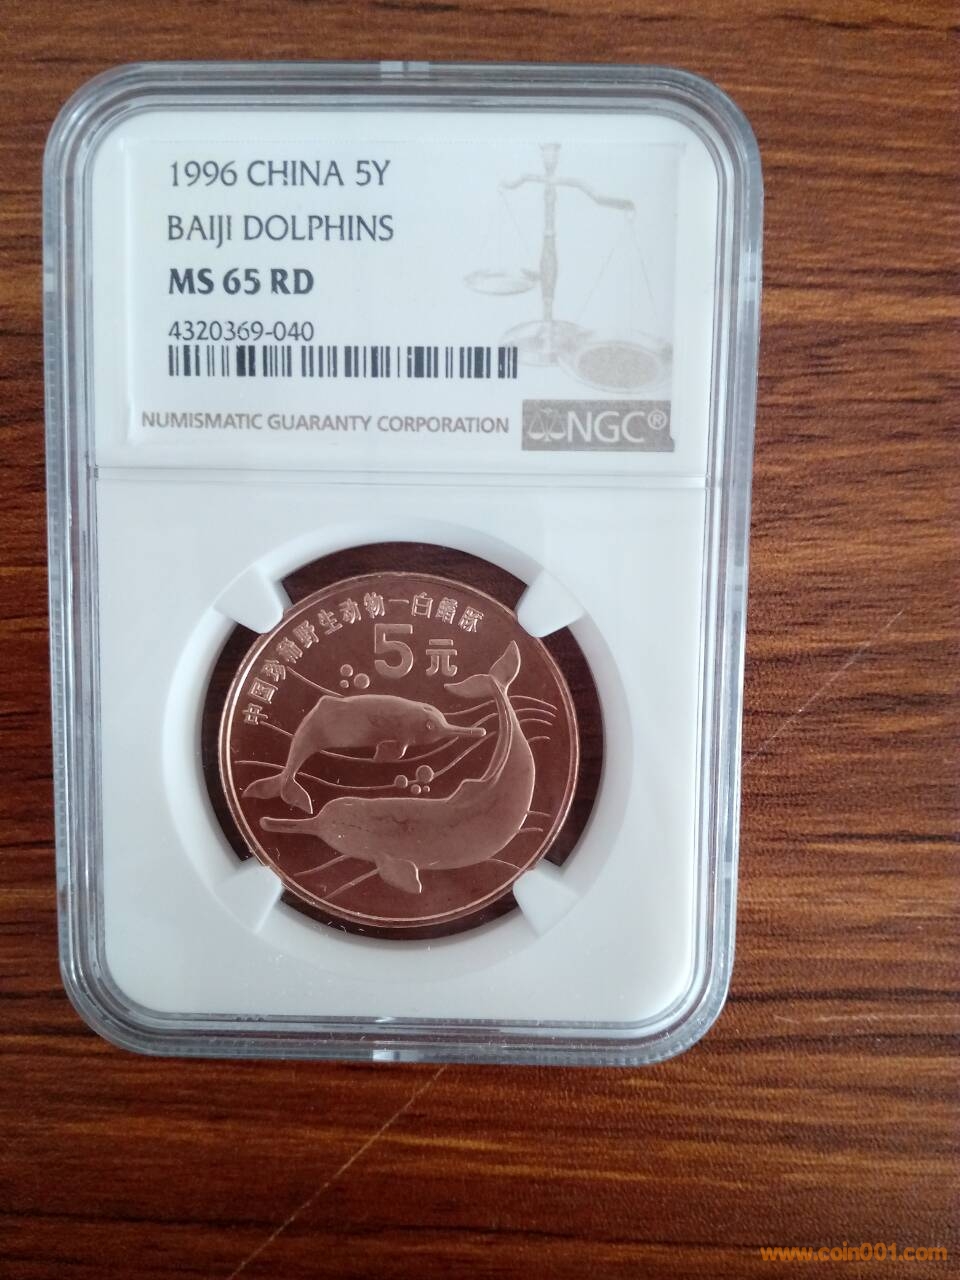 1996 CHINA 5Y
BAIJI DOLPHINS
MS 65 RD
4320369-040
NUMISMATIC GUARANTY CORPORATION
NGC®
中国珍稀野生动物—白鱀豚
5元
www.coin001.com